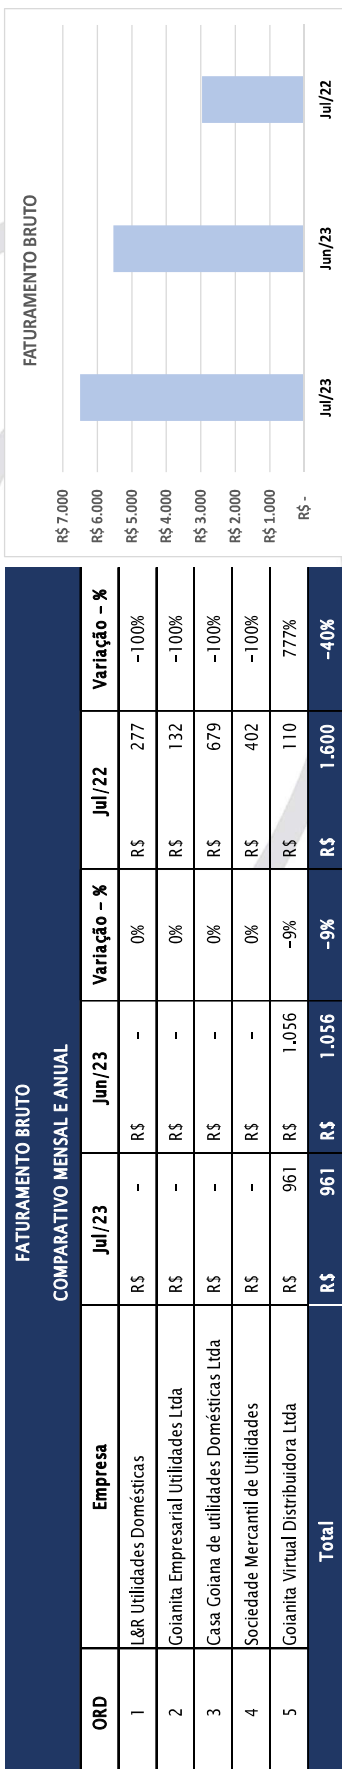 FATURAMENTO BRUTO
COMPARATIVO MENSAL E ANUAL
ORD Empresa Jul/23 Jun/23 Variação – % Jul/22 Variação – %
1 L&R Utilidades Domésticas R$ - R$ - 0% R$ 277 -100%
2 Goianita Empresarial Utilidades Ltda R$ - R$ - 0% R$ 132 -100%
3 Casa Goiana de utilidades Domésticas Ltda R$ - R$ - 0% R$ 679 -100%
4 Sociedade Mercantil de Utilidades R$ - R$ - 0% R$ 402 -100%
5 Goianita Virtual Distribuidora Ltda R$ 961 R$ 1.056 -9% R$ 110 777%
Total R$ 961 R$ 1.056 -9% R$ 1.600 -40%
FATURAMENTO BRUTO
R$ 7.000
R$ 6.000
R$ 5.000
R$ 4.000
R$ 3.000
R$ 2.000
R$ 1.000
R$ -
Jul/23 Jun/23 Jul/22